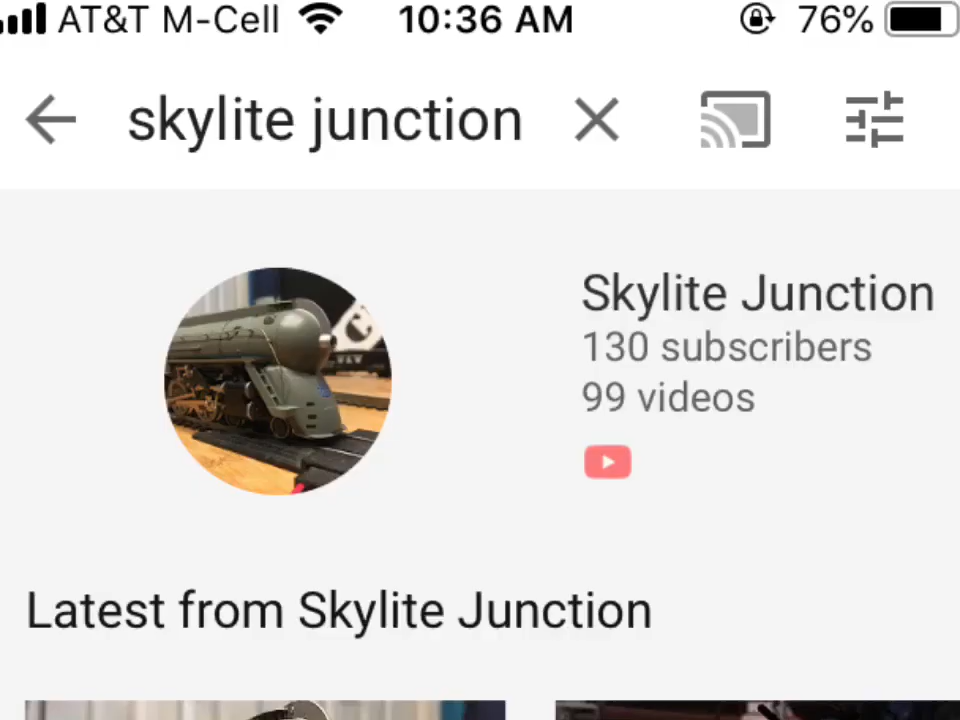 AT&T M-Cell 10:36 AM 76%
skylite junction
Skylite Junction
130 subscribers
99 videos
Latest from Skylite Junction